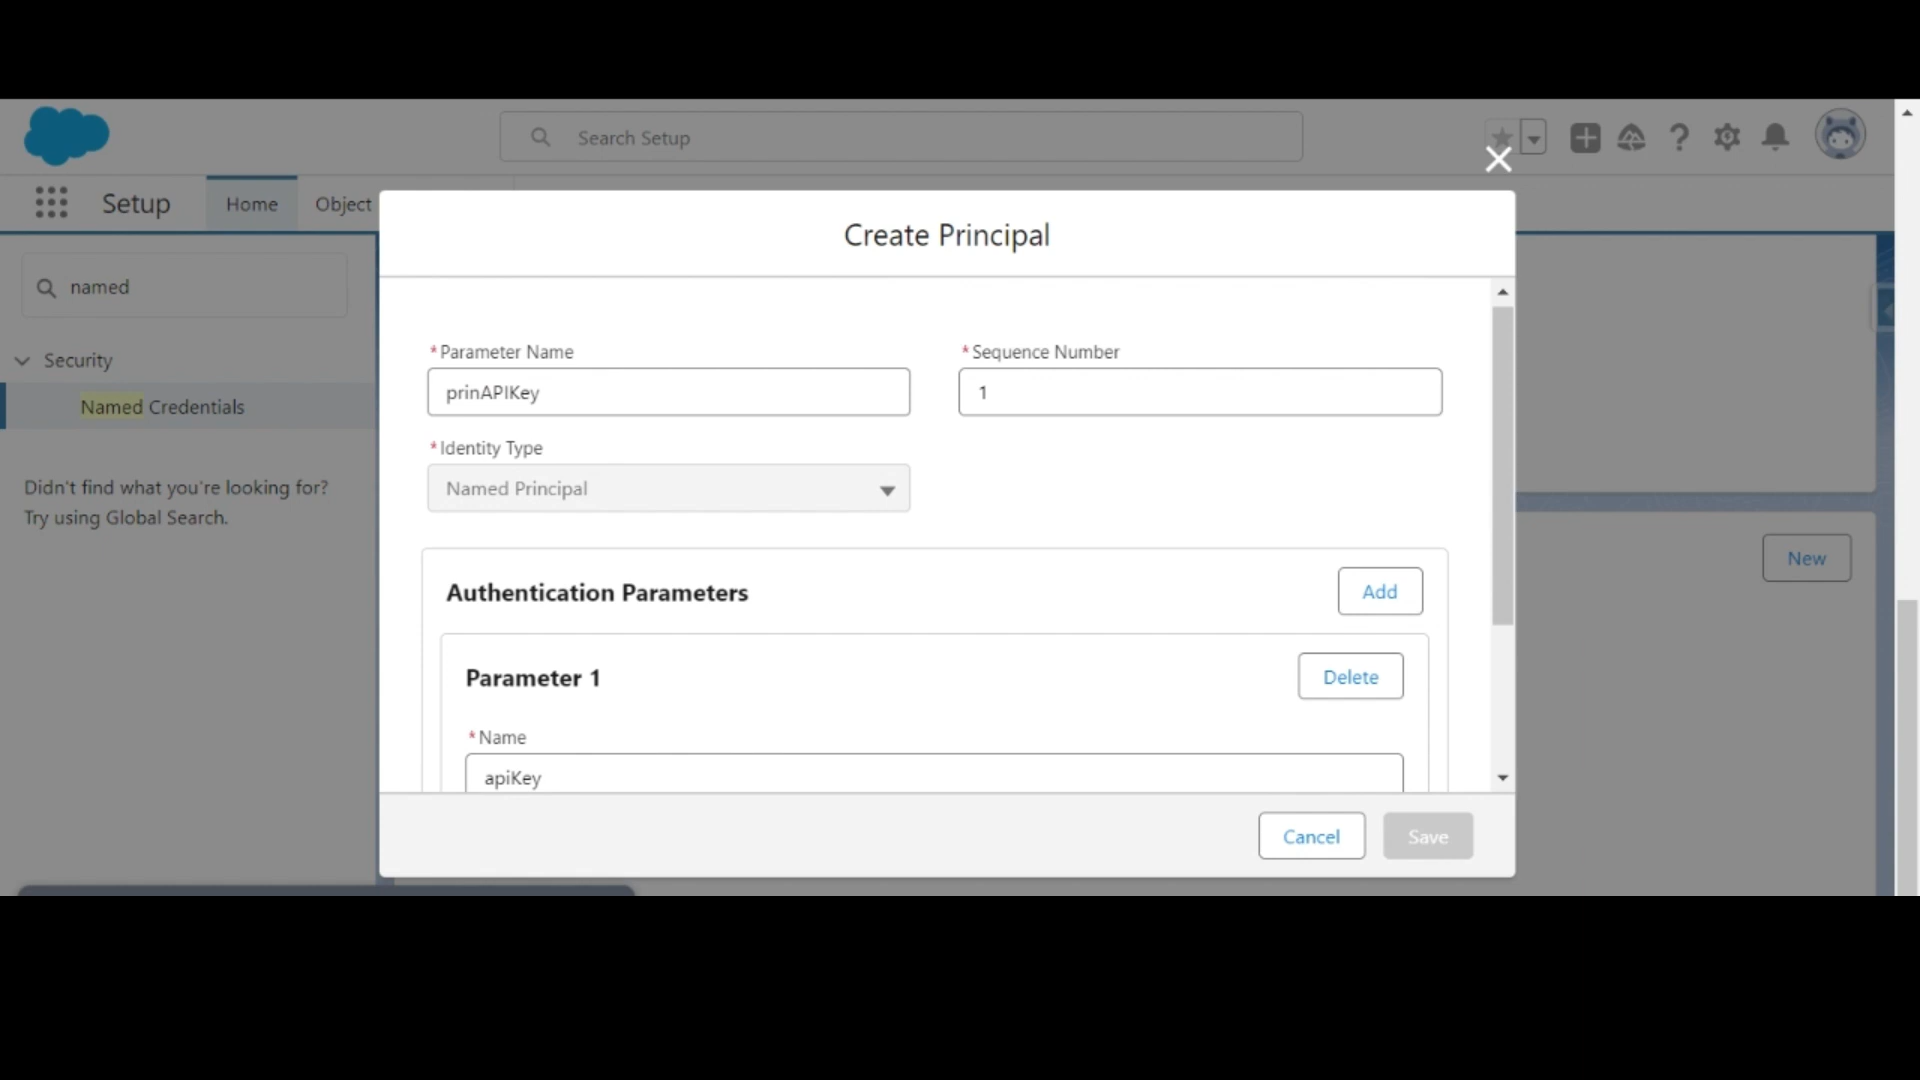 Search Setup
Setup
Home
Object
Create Principal
named
*Parameter Name
*Sequence Number
prinAPIKey
1
Security
Named Credentials
*Identity Type
Named Principal
Didn't find what you're looking for?
Try using Global Search.
New
Authentication Parameters
Add
Parameter 1
Delete
*Name
apiKey
Cancel
Save